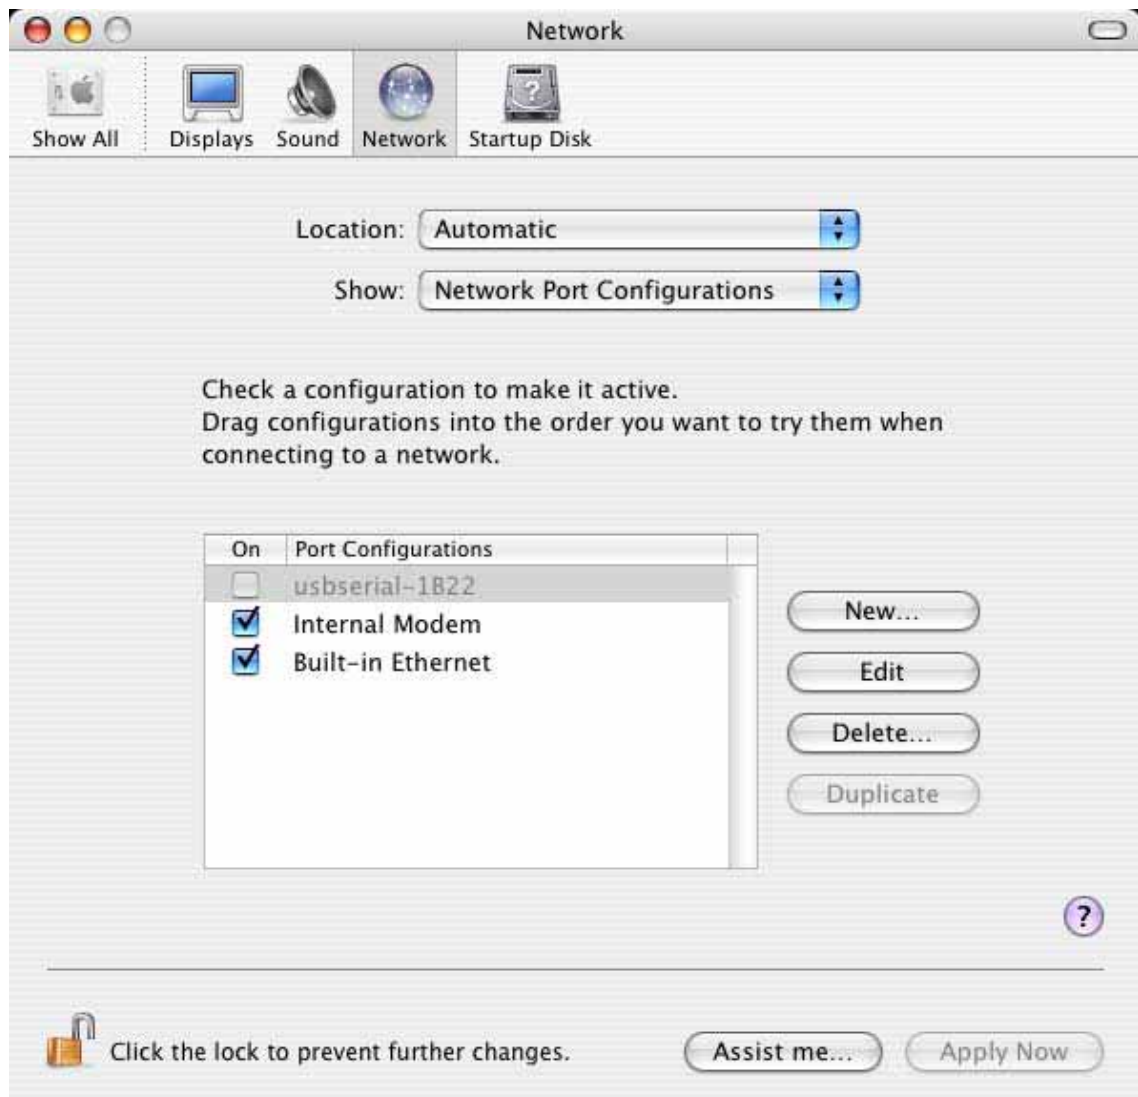 Network
Show All
Displays
Sound
Network
Startup Disk
Location: Automatic
Show: Network Port Configurations
Check a configuration to make it active.
Drag configurations into the order you want to try them when
connecting to a network.
On Port Configurations
usbserial-1B22
Internal Modem
Built-in Ethernet
New...
Edit
Delete...
Duplicate
?
Click the lock to prevent further changes.
Assist me...
Apply Now